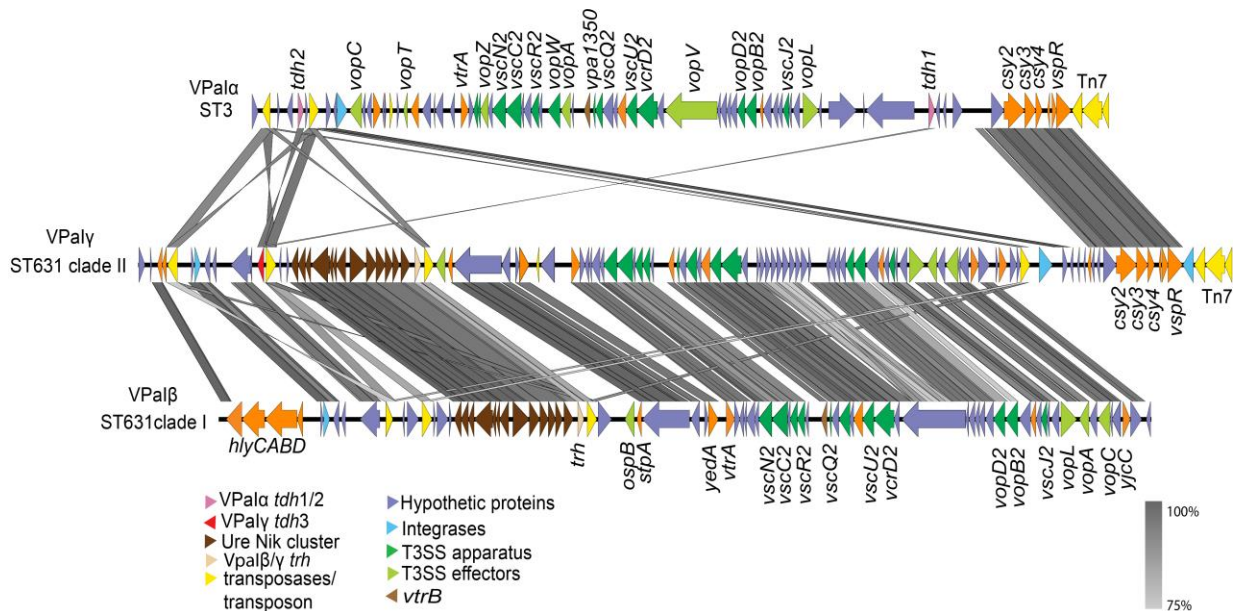 VPaIα
ST3
tdh2
vopC
vopT
vtrA
vopZ
vscN2
vscC2
vscR2
vopW
vopA
vpa1350
vscQ2
vscU2
vcrD2
vopV
vopD2
vopB2
vscJ2
vopL
tdh1
csy2
csy3
csy4
vspR
Tn7
VPaIγ
ST631 clade II
csy2
csy3
csy4
vspR
Tn7
VPaIβ
ST631clade I
hlyCABD
trh
ospB
stpA
yedA
vtrA
vscN2
vscC2
vscR2
vscQ2
vscU2
vcrD2
vopD2
vopB2
vscJ2
vopL
vopA
vopC
yjcC
VPaIα tdh1/2
VPaIγ tdh3
Ure Nik cluster
VpaIβ/γ trh
transposases/
transposon
Hypothetic proteins
Integrases
T3SS apparatus
T3SS effectors
vtrB
100%
75%